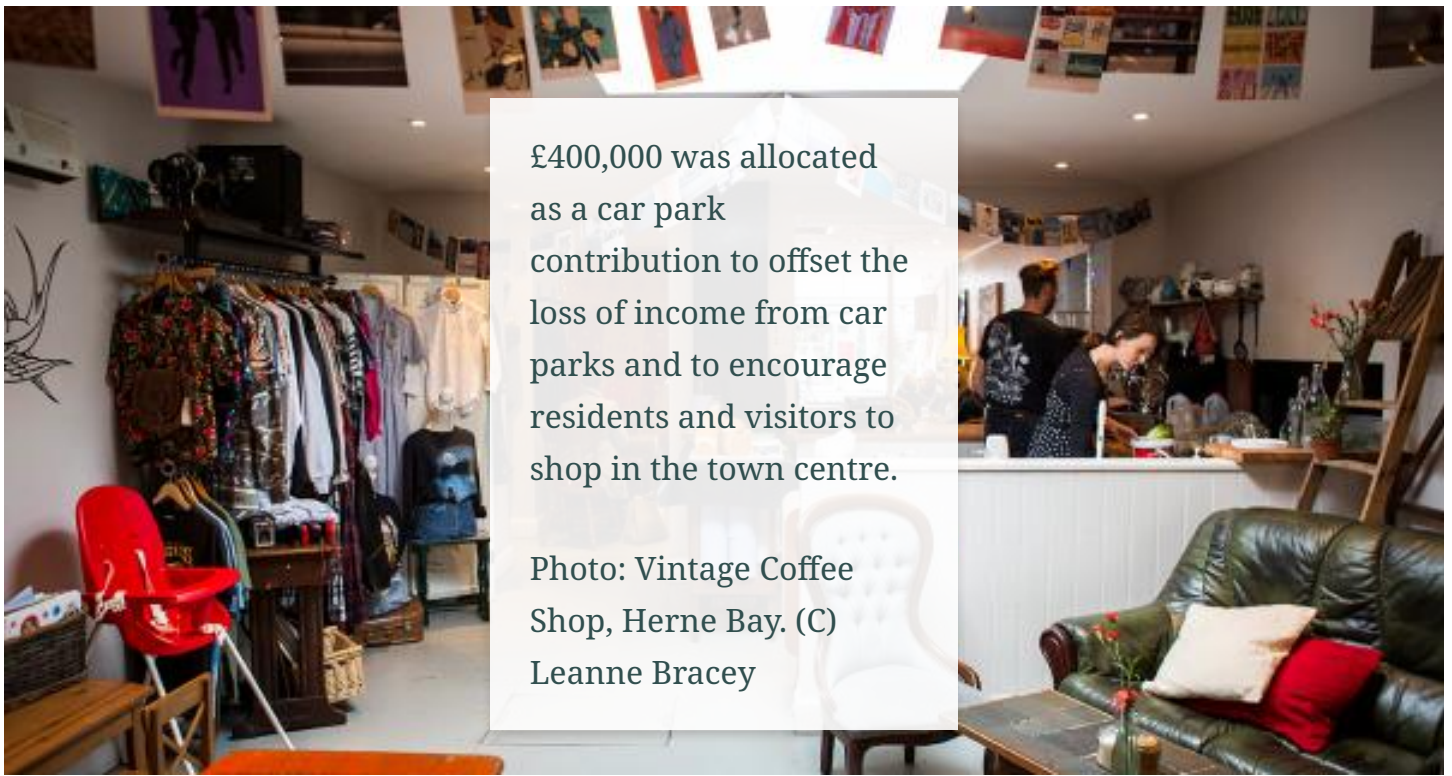 £400,000 was allocated
as a car park
contribution to offset the
loss of income from car
parks and to encourage
residents and visitors to
shop in the town centre.
Photo: Vintage Coffee
Shop, Herne Bay. (C)
Leanne Bracey